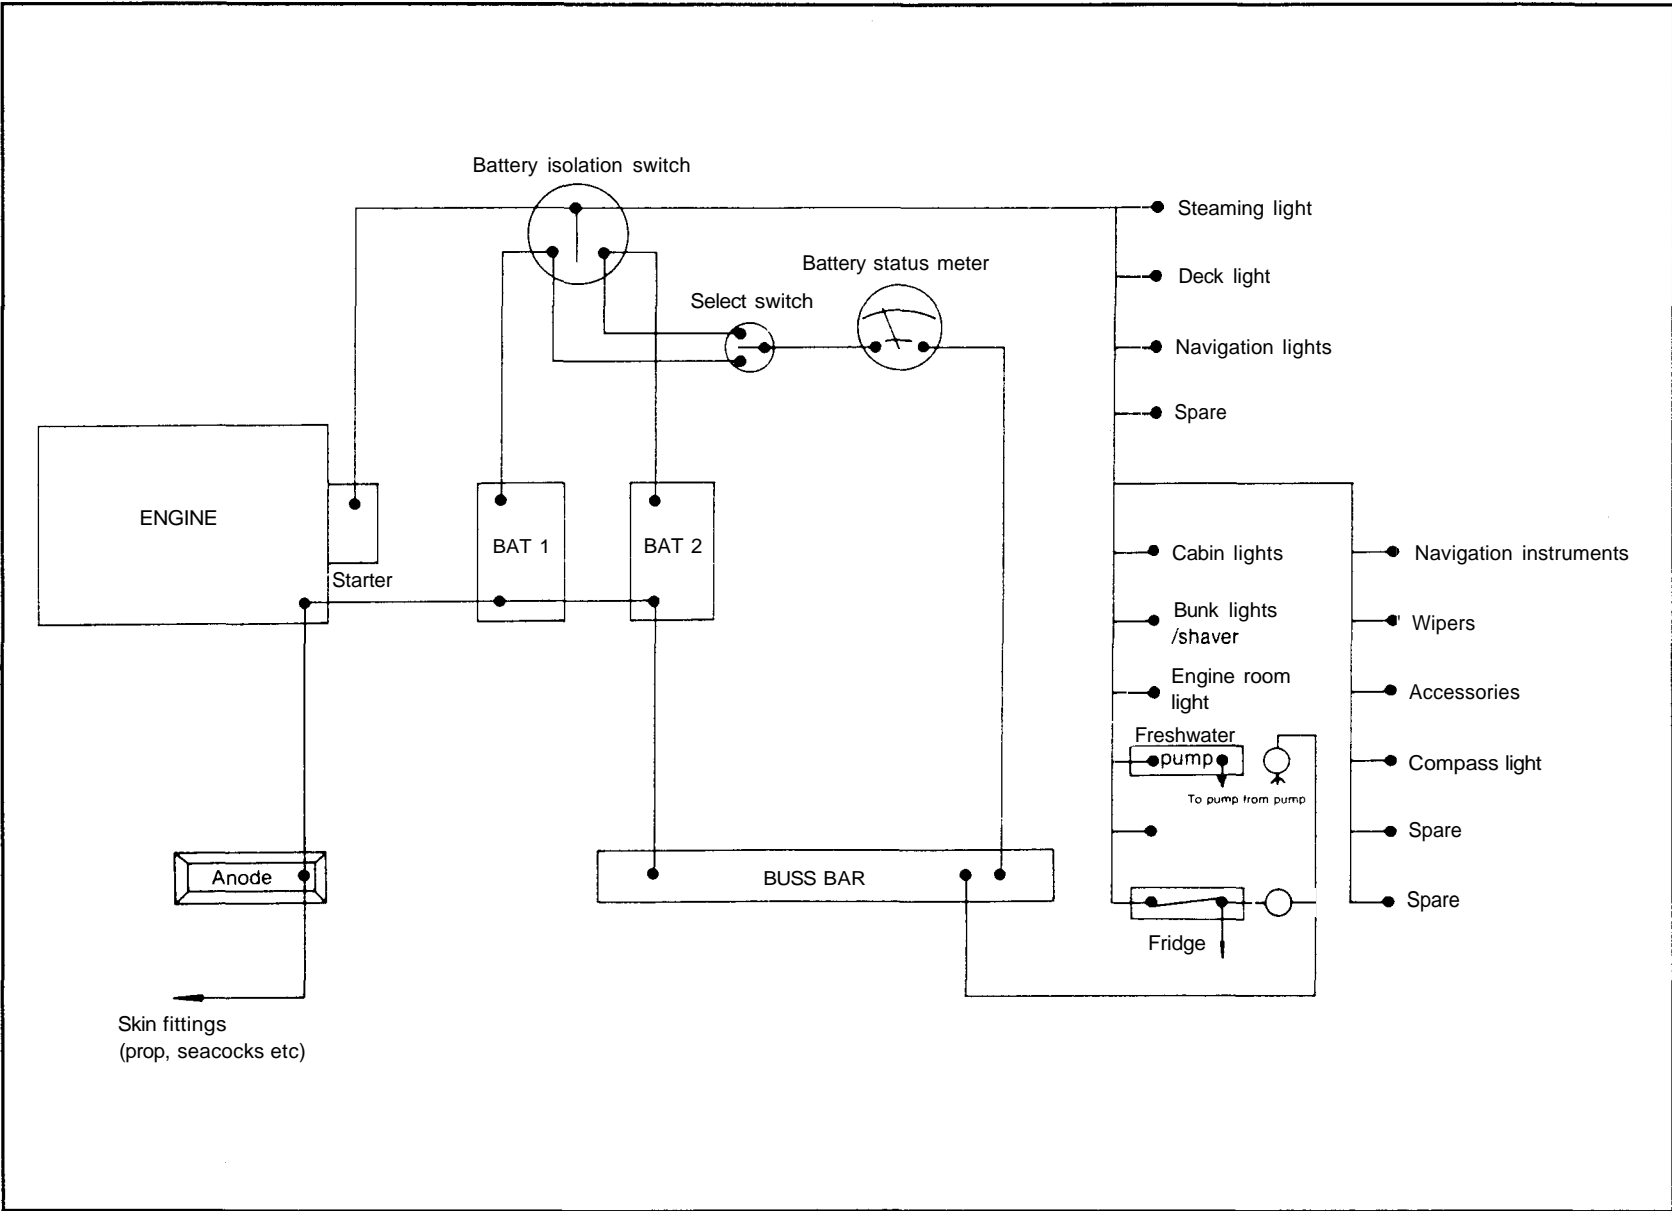 Battery isolation switch
Steaming light
Battery status meter
Deck light
Select switch
Navigation lights
Spare
ENGINE
BAT 1
BAT 2
Starter
Cabin lights
Navigation instruments
Bunk lights
/shaver
Wipers
Engine room
light
Accessories
Freshwater
pump
To pump from pump
Compass light
Spare
Anode
BUSS BAR
Spare
Fridge
Skin fittings
(prop, seacocks etc)